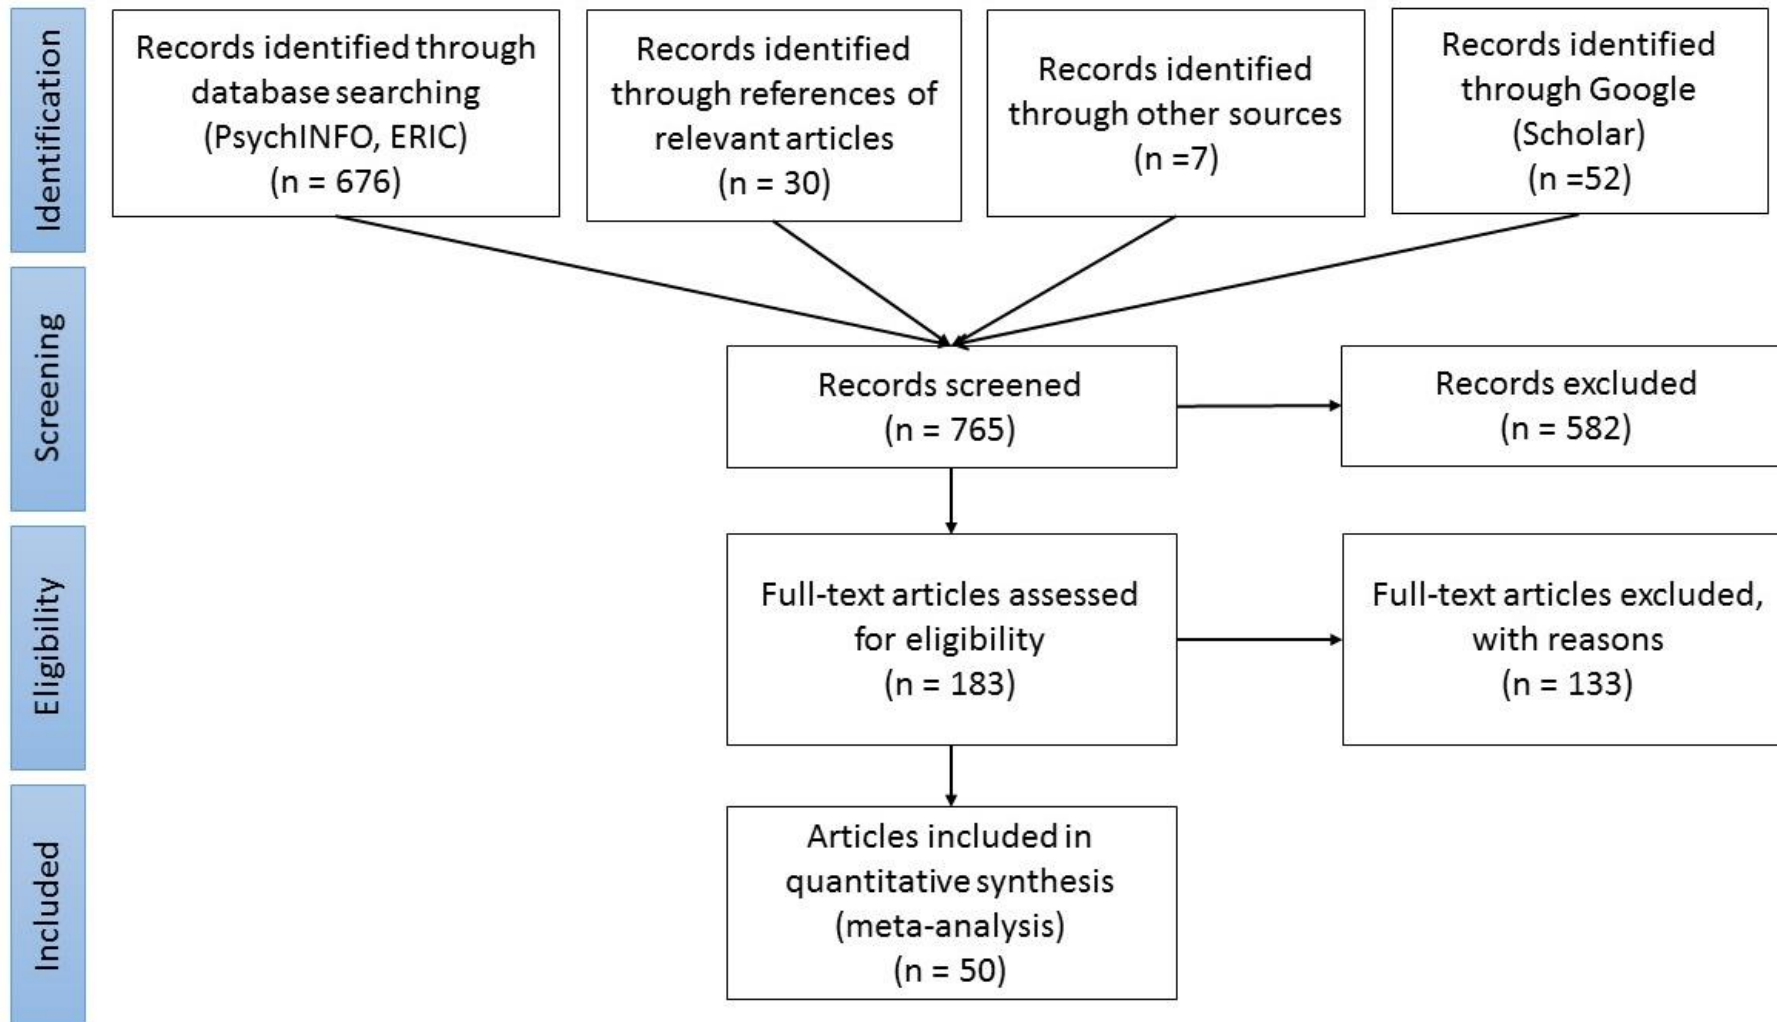 Identification
Records identified through
database searching
(PsychINFO, ERIC)
(n = 676)
Records identified
through references of
relevant articles
(n = 30)
Records identified
through other sources
(n =7)
Records identified
through Google
(Scholar)
(n =52)
Screening
Records screened
(n = 765)
Records excluded
(n = 582)
Eligibility
Full-text articles assessed
for eligibility
(n = 183)
Full-text articles excluded,
with reasons
(n = 133)
Included
Articles included in
quantitative synthesis
(meta-analysis)
(n = 50)